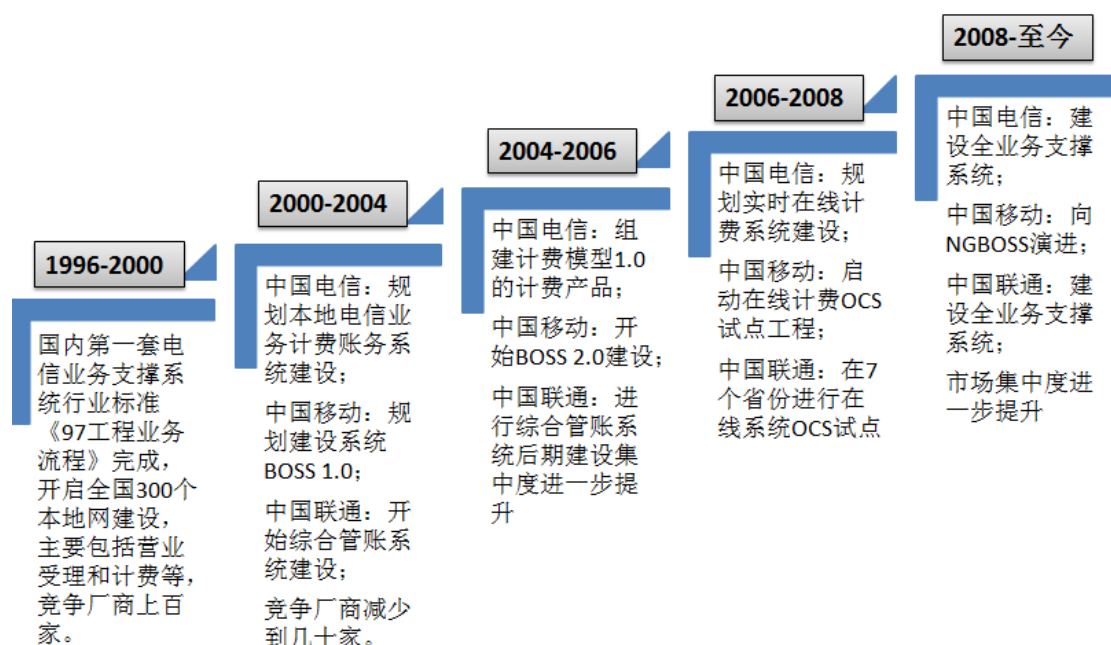 1996-2000
国内第一套电
信业务支撑系
统行业标准
《97工程业务
流程》完成，
开启全国300个
本地网建设，
主要包括营业
受理和计费等，
竞争厂商上百
家。
2000-2004
中国电信：规
划本地电信业
务计费账务系
统建设；
中国移动：规
划建设系统
BOSS 1.0；
中国联通：开
始综合管账系
统建设；
竞争厂商减少
到几十家。
2004-2006
中国电信：组
建计费模型1.0
的计费产品；
中国移动：开
始BOSS 2.0建设；
中国联通：进
行综合管账系
统后期建设集
中度进一步提
升
2006-2008
中国电信：规
划实时在线计
费系统建设；
中国移动：启
动在线计费OCS
试点工程；
中国联通：在7
个省份进行在
线系统OCS试点
2008-至今
中国电信：建
设全业务支撑
系统；
中国移动：向
NGBOSS演进；
中国联通：建
设全业务支撑
系统；
市场集中度进
一步提升